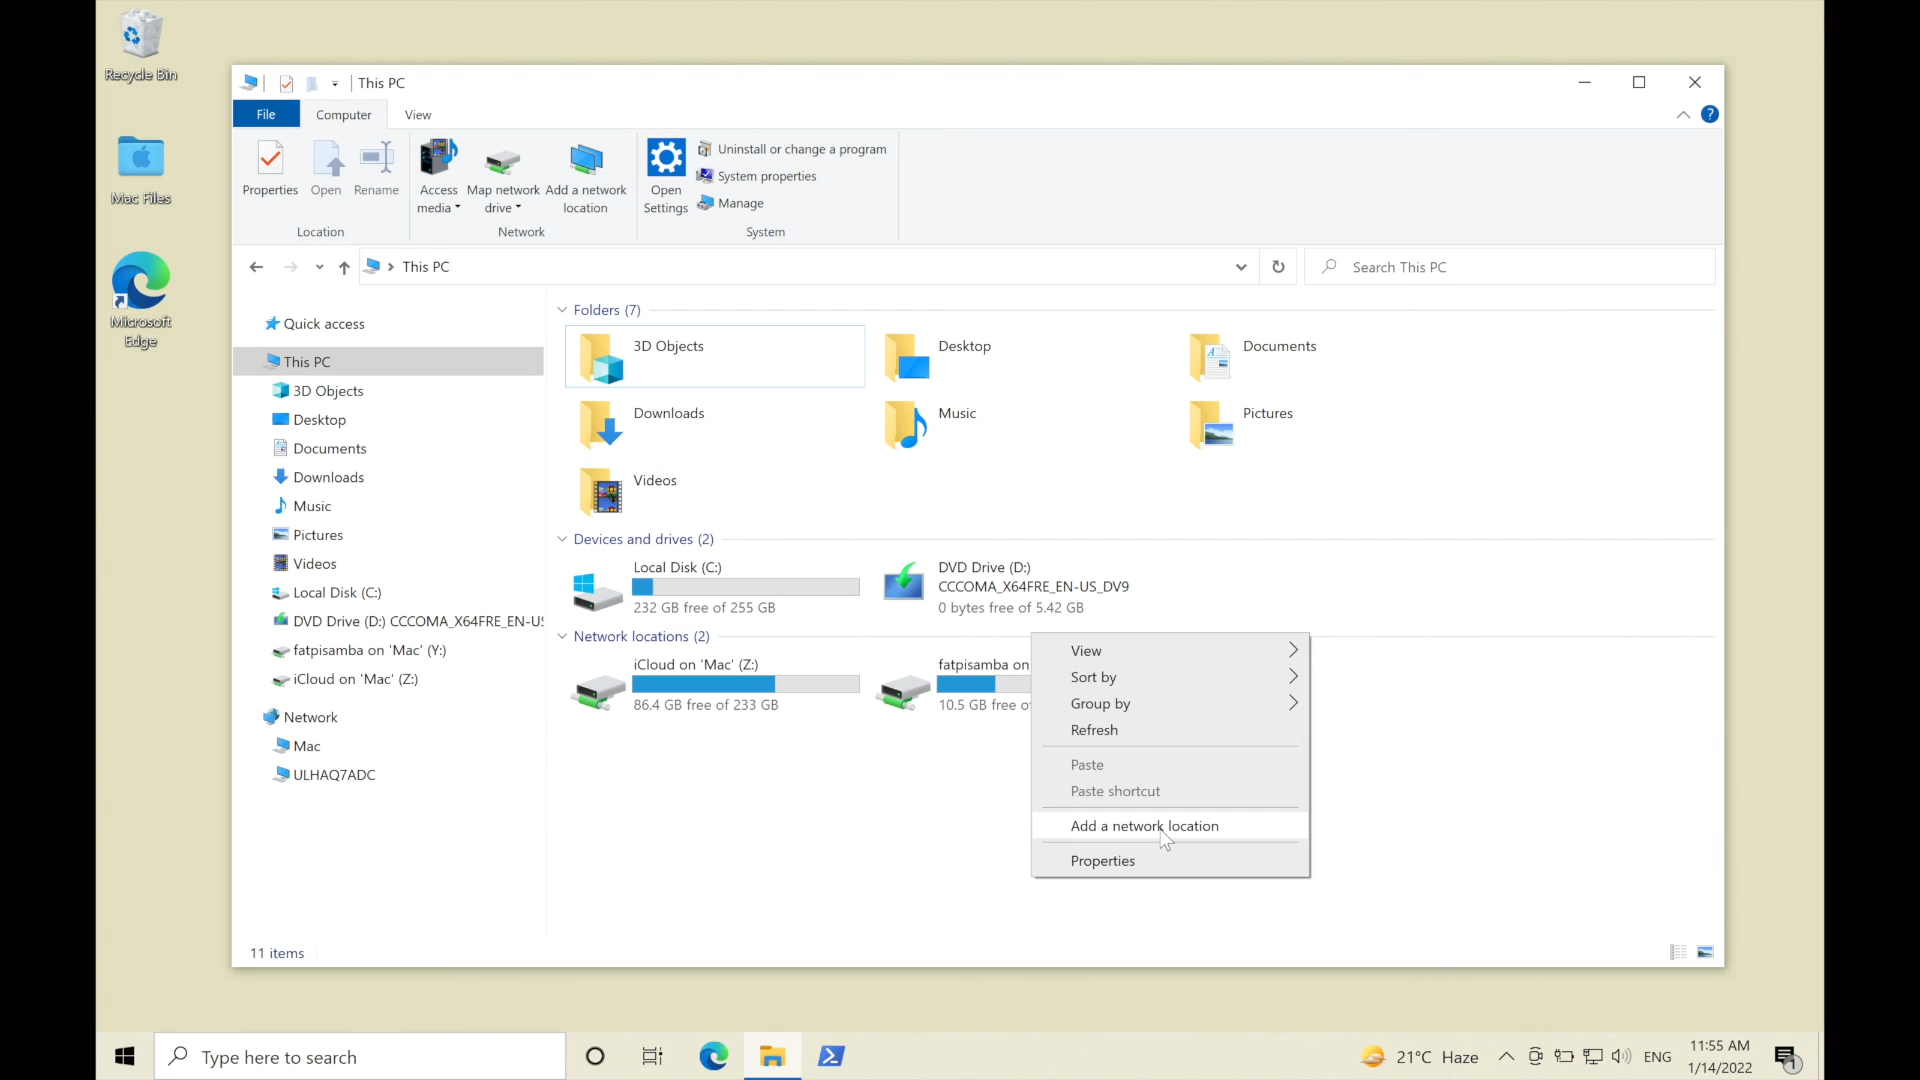 Recycle Bin
Mac Files
Microsoft
Edge
This PC
File
Computer
View
?
Properties
Open
Rename
Location
Access
media
Map network
drive
Add a network
location
Network
Open
Settings
Uninstall or change a program
System properties
Manage
System
This PC
Search This PC
Quick access
This PC
3D Objects
Desktop
Documents
Downloads
Music
Pictures
Videos
Local Disk (C:)
DVD Drive (D:) CCCOMA_X64FRE_EN-US
fatpisamba on 'Mac' (Y:)
iCloud on 'Mac' (Z:)
Network
Mac
ULHAQ7ADC
Folders (7)
3D Objects
Desktop
Documents
Downloads
Music
Pictures
Videos
Devices and drives (2)
Local Disk (C:)
232 GB free of 255 GB
DVD Drive (D:)
CCCOMA_X64FRE_EN-US_DV9
0 bytes free of 5.42 GB
Network locations (2)
iCloud on 'Mac' (Z:)
86.4 GB free of 233 GB
fatpisamba on
10.5 GB free
View
Sort by
Group by
Refresh
Paste
Paste shortcut
Add a network location
Properties
11 items
Type here to search
21°C Haze
ENG
11:55 AM
1/14/2022
1